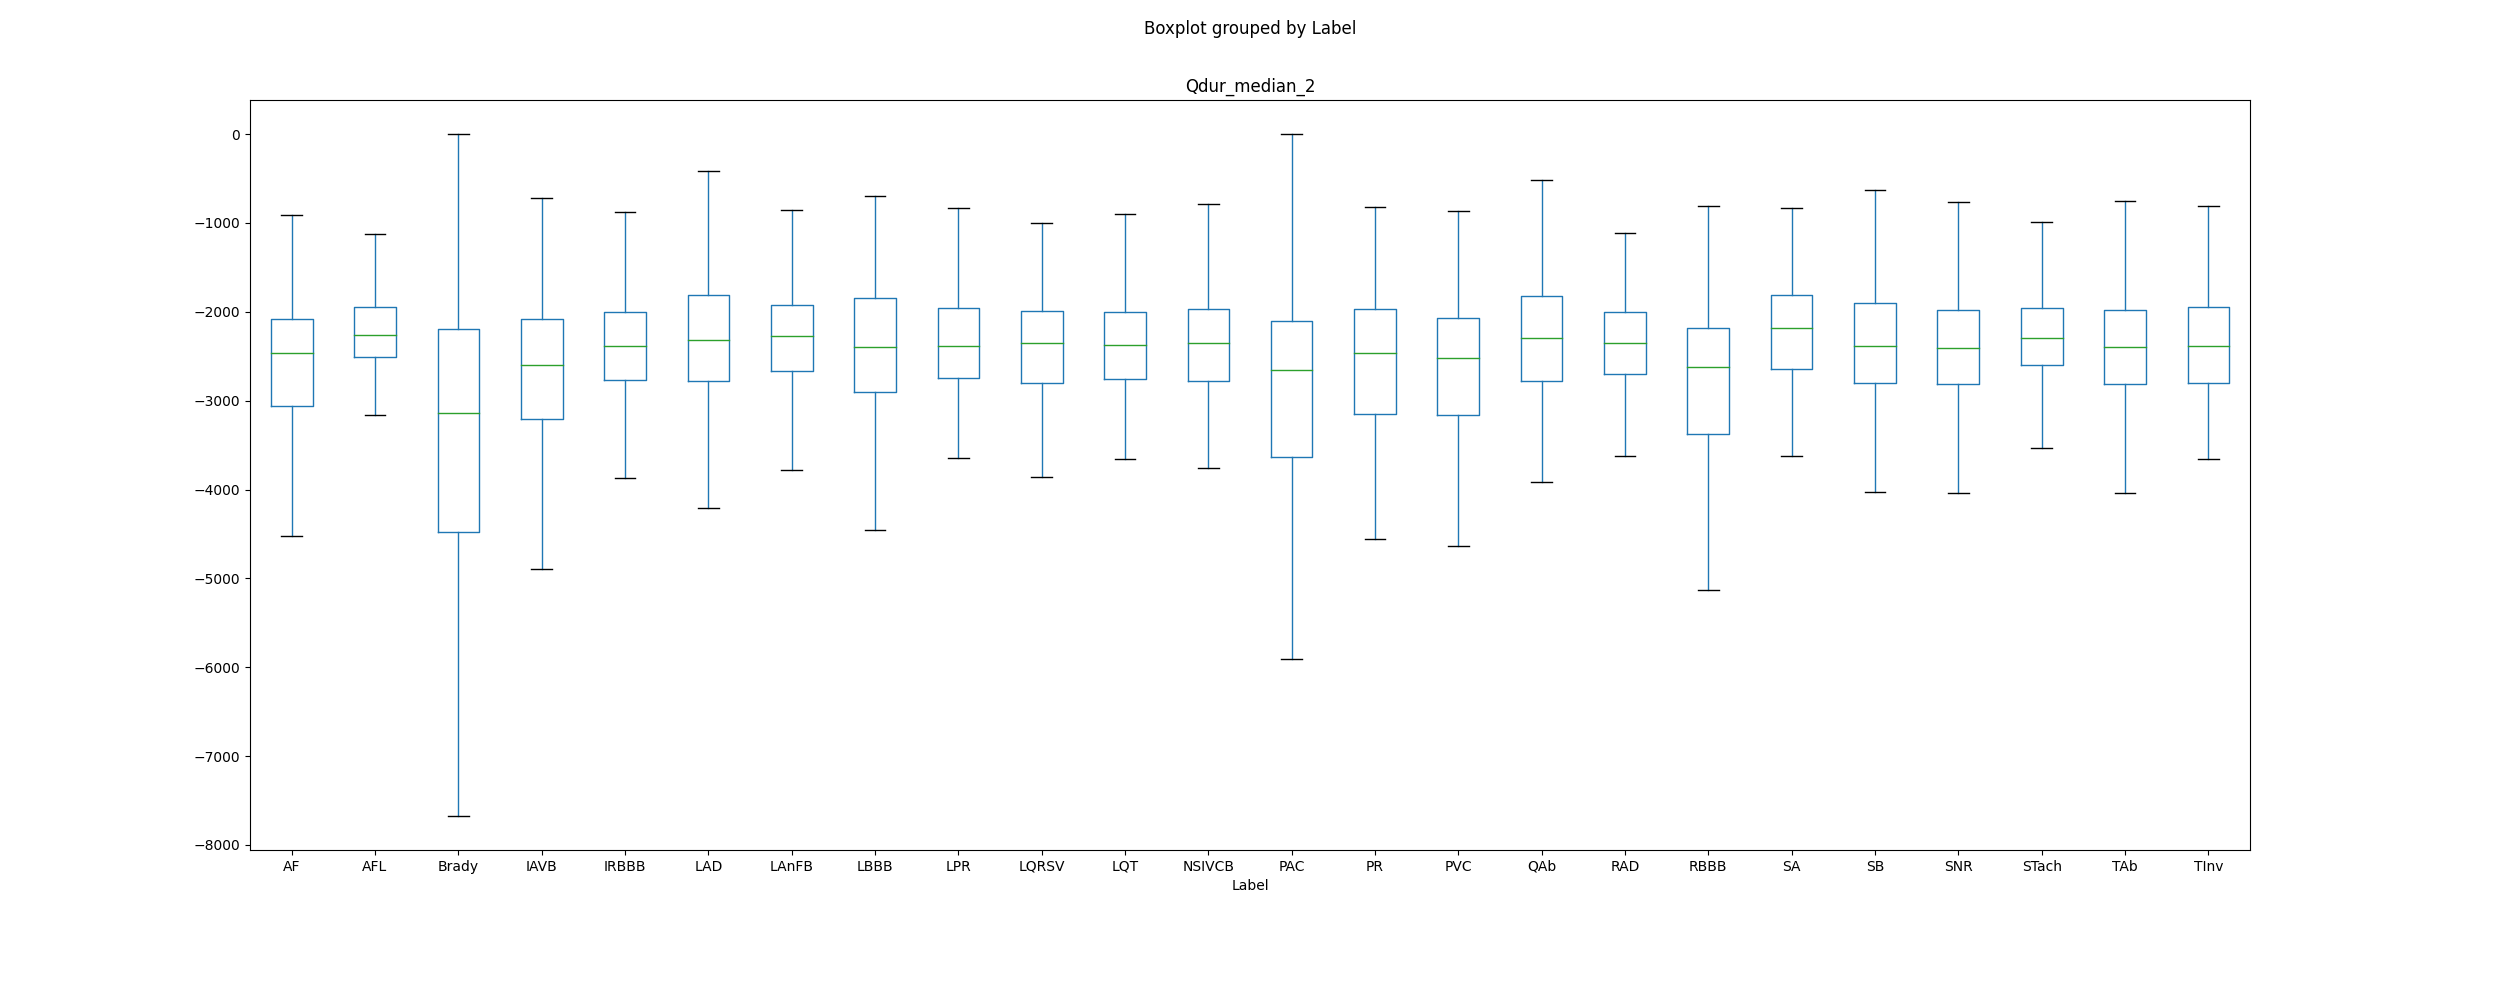 Boxplot grouped by Label
Qdur_median_2
0
−1000
−2000
−3000
−4000
−5000
−6000
−7000
−8000
AF AFL Brady IAVB IRBBB LAD LAnFB LBBB LPR LQRSV LQT NSIVCB PAC PR PVC QAb RAD RBBB SA SB SNR STach TAb TInv
Label